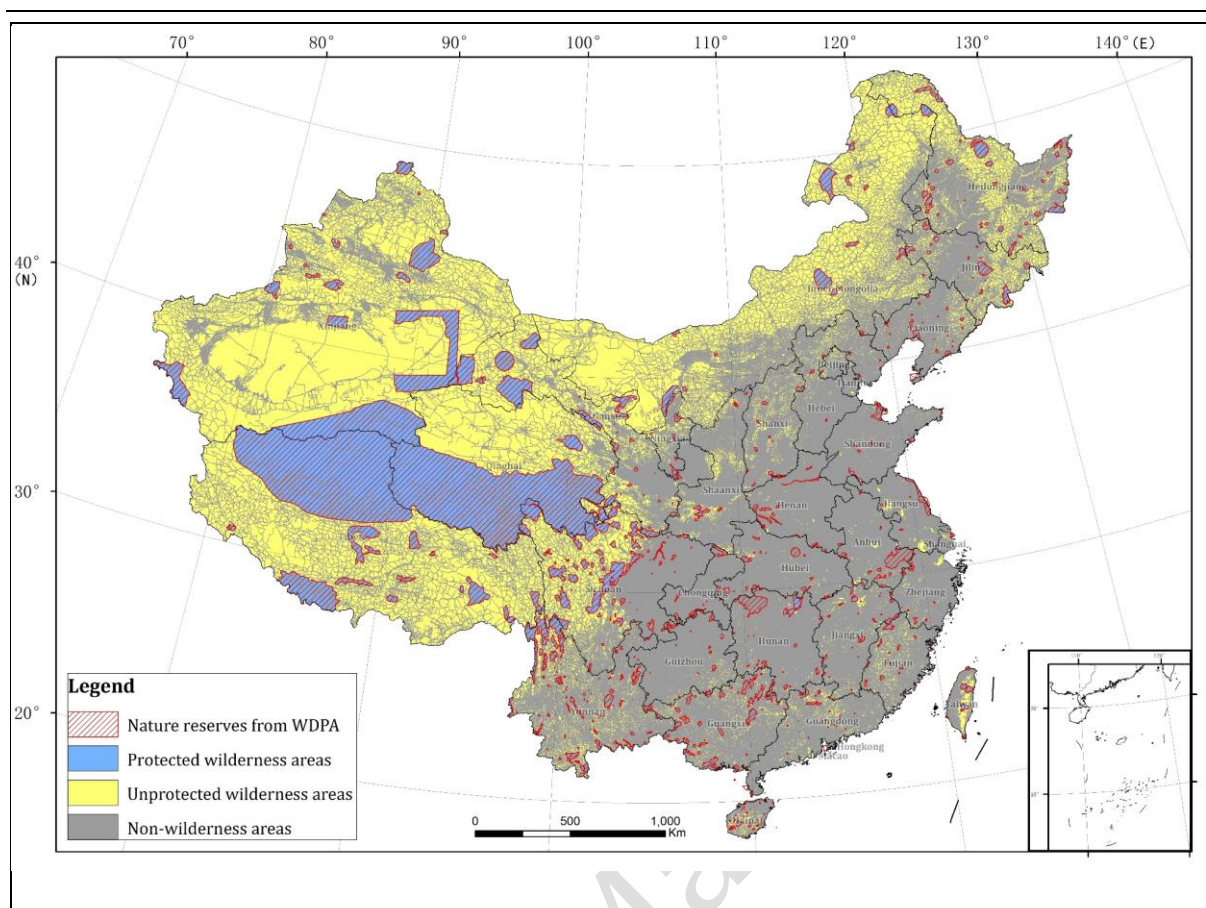 70° 80° 90° 100° 110° 120° 130° 140°(E)
40°
(N)
30°
20°
Heilongjiang
Jilin
Inner Mongolia
Liaoning
Xinjiang
Beijing
Tianjin
Hebei
Gansu
Ningxia
Shanxi
Shandong
Qinghai
Shaanxi
Henan
Jiangsu
Anhui
Shanghai
Hubei
Sichuan
Chongqing
Zhejiang
Hunan
Jiangxi
Guizhou
Fujian
Yunnan
Guangxi
Guangdong
Taiwan
Hongkong
Macao
Hainan
Legend
Nature reserves from WDPA
Protected wilderness areas
Unprotected wilderness areas
Non-wilderness areas
0 500 1,000
Km